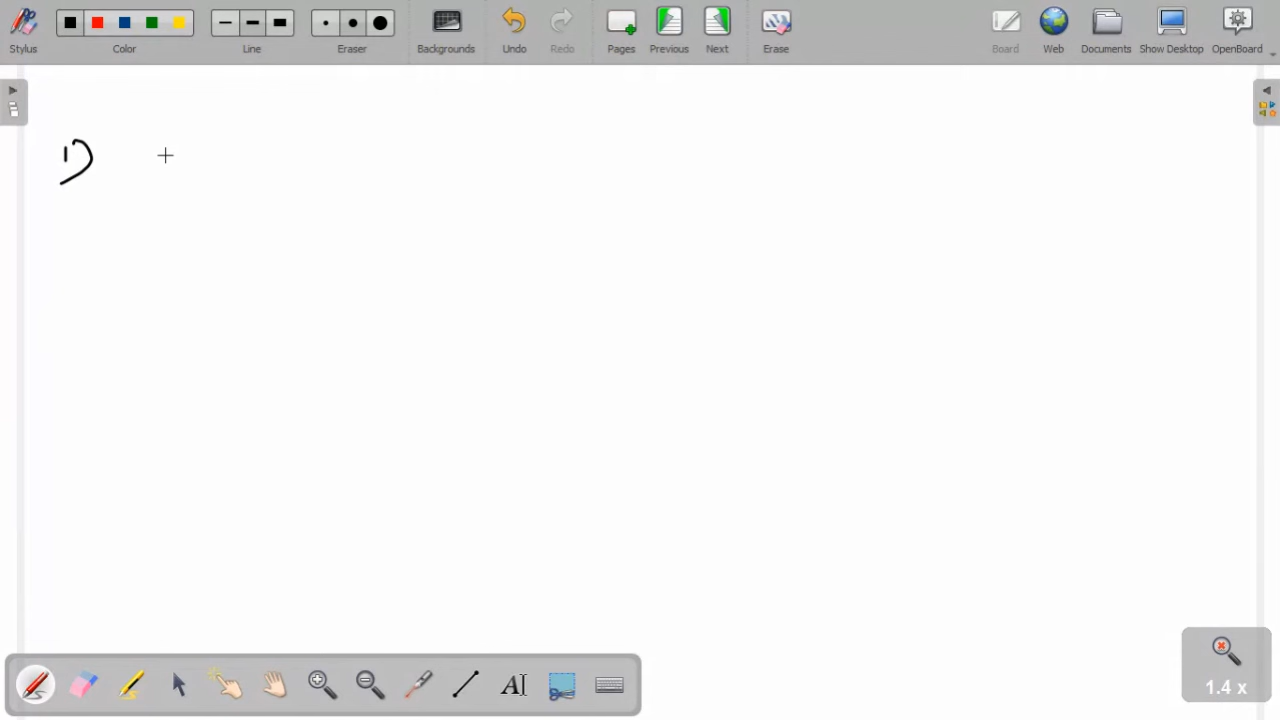 Stylus
Color
Line
Eraser
Backgrounds
Undo
Redo
Pages
Previous
Next
Erase
Board
Web
Documents
Show Desktop
OpenBoard
1)
A
1.4 x